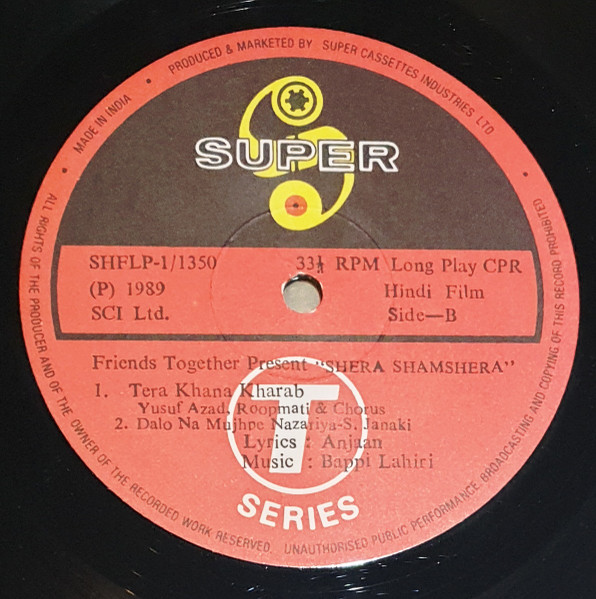 MADE IN INDIA • PRODUCED & MARKETED BY SUPER CASSETTES INDUSTRIES LTD
SUPER
SHFLP-1/1350 33⅓ RPM Long Play CPR
(P) 1989 Hindi Film
SCI Ltd. Side—B
Friends Together Present "SHERA SHAMSHERA"
1. Tera Khana Kharab
Yusuf Azad, Roopmati & Chorus
2. Dalo Na Mujhpe Nazariya-S. Janaki
Lyrics : Anjaan
Music : Bappi Lahiri
T
SERIES
ALL RIGHTS OF THE PRODUCER AND OF THE OWNER OF THE RECORDED WORK RESERVED. UNAUTHORISED PUBLIC PERFORMANCE, BROADCASTING AND COPYING OF THIS RECORD PROHIBITED